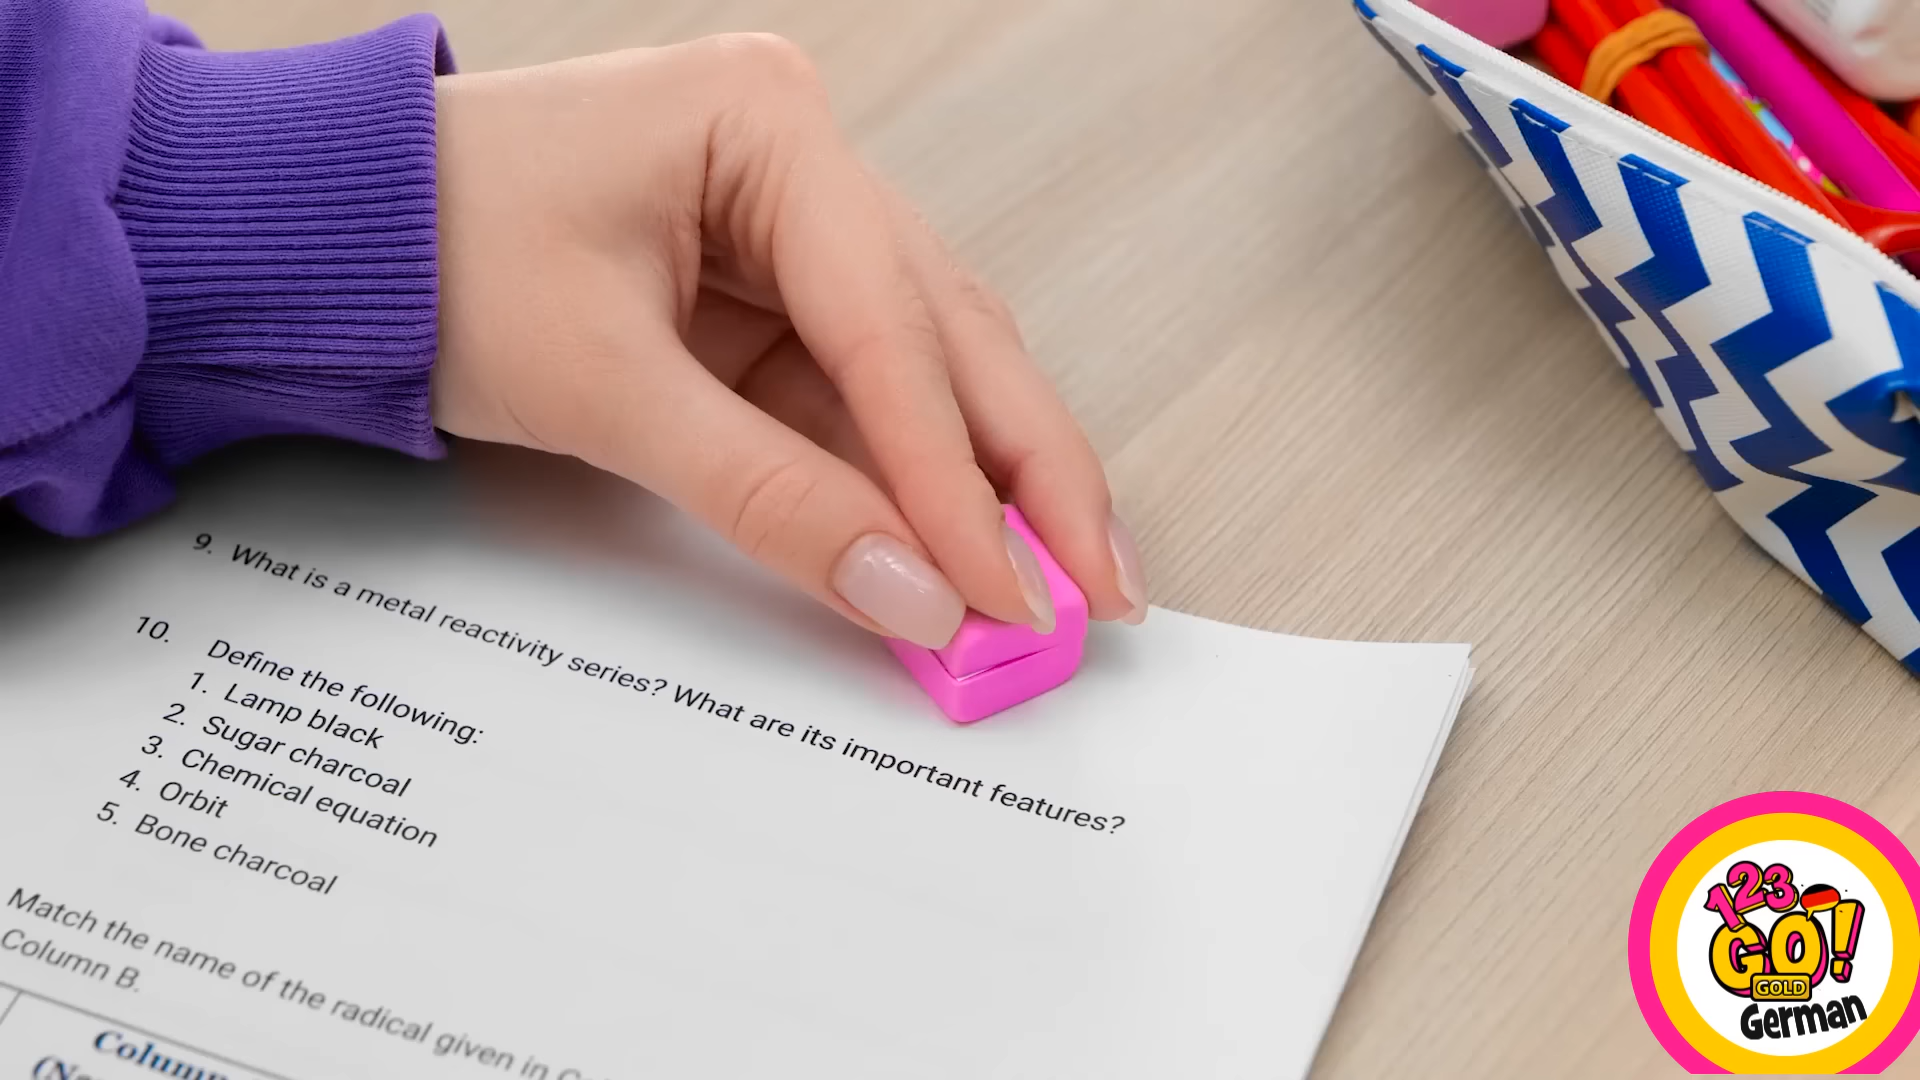 9. What is a metal reactivity series? What are its important features?
10. Define the following:
1. Lamp black
2. Sugar charcoal
3. Chemical equation
4. Orbit
5. Bone charcoal
Match the name of the radical given in
Column B.
123
GO!
GOLD
German